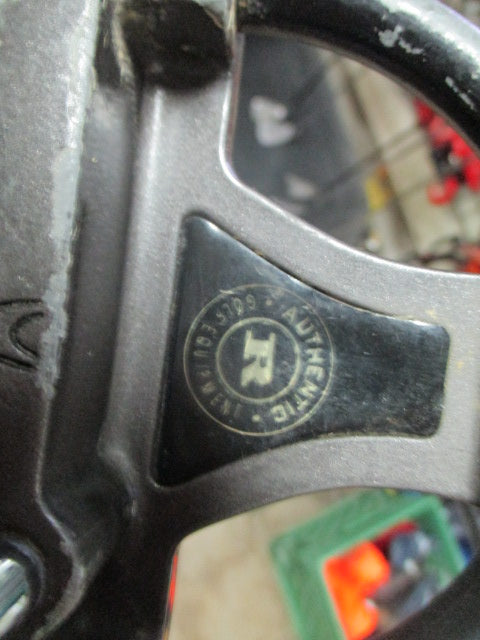 AUTHENTIC • GOLF EQUIPMENT •
R